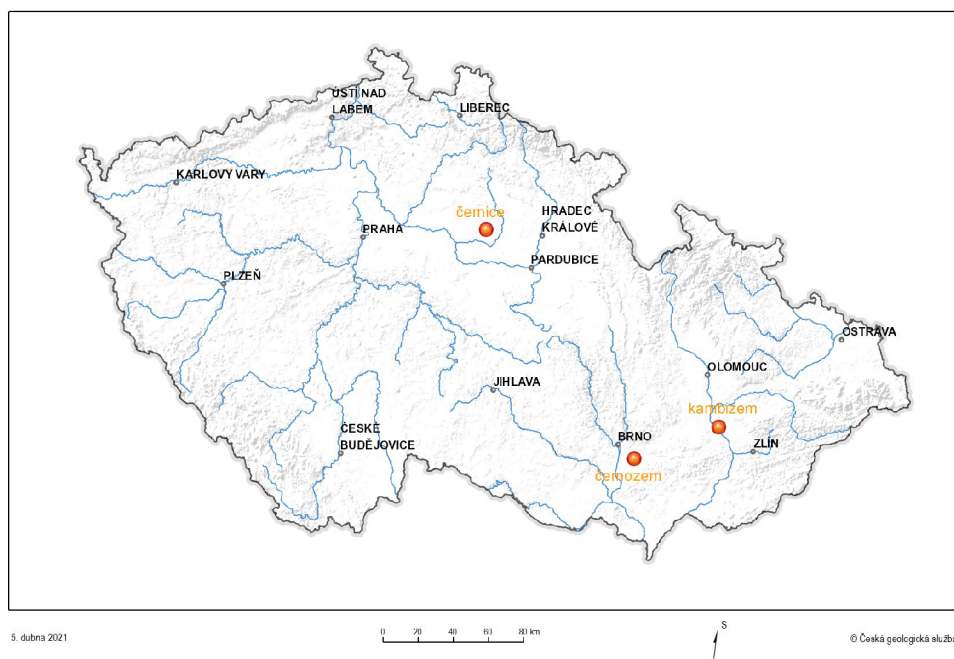 ÚSTÍ NAD
LABEM
LIBEREC
KARLOVY VARY
černice
HRADEC
KRÁLOVÉ
PRAHA
PARDUBICE
PLZEŇ
OSTRAVA
OLOMOUC
JIHLAVA
kambizem
ČESKÉ
BUDĚJOVICE
BRNO
ZLÍN
černozem
5. dubna 2021
0 20 40 60 80 km
S
© Česká geologická služba